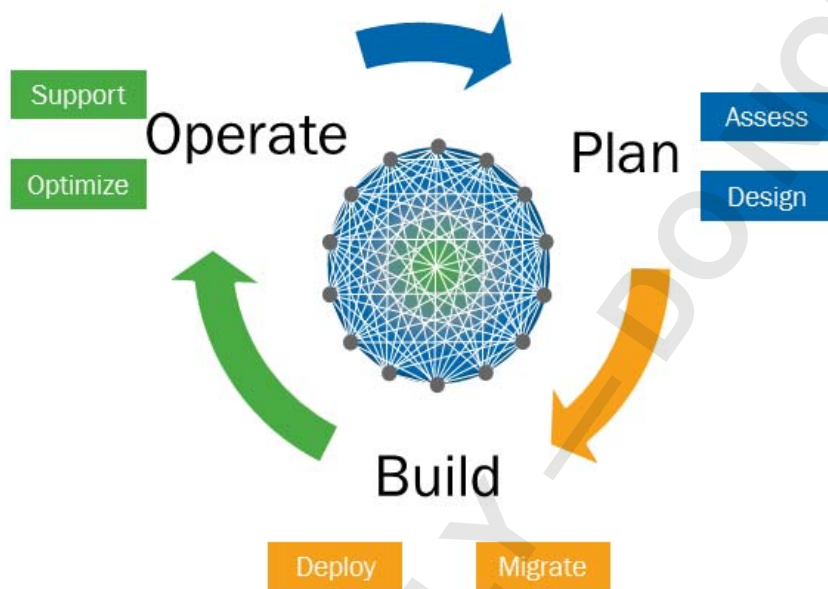 Support
Operate
Optimize
Plan
Assess
Design
Build
Deploy
Migrate